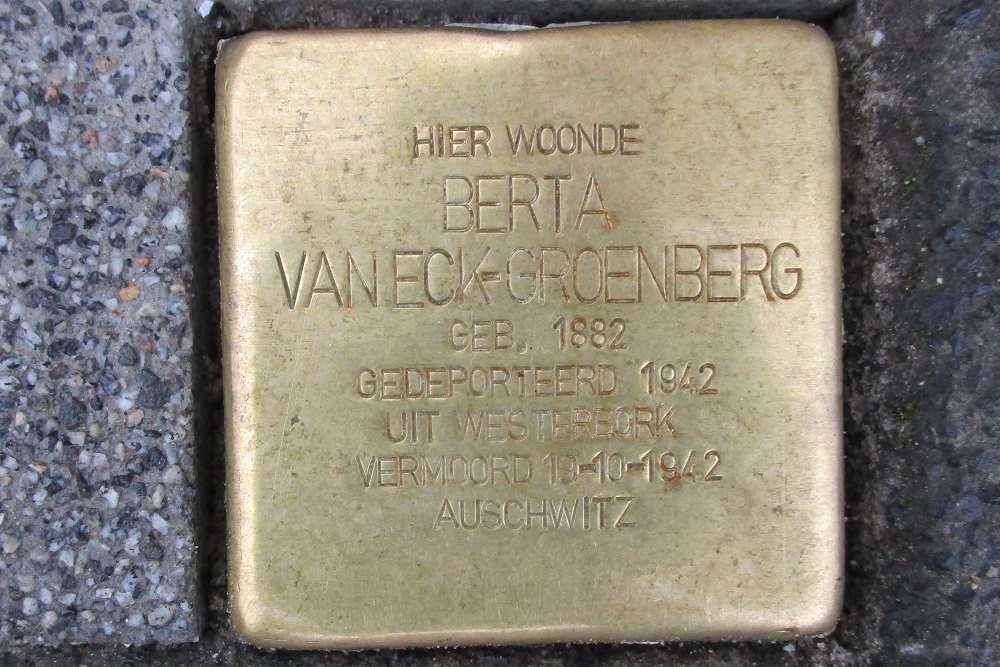 HIER WOONDE
BERTA
VAN ECK-GROENBERG
GEB. 1882
GEDEPORTEERD 1942
UIT WESTERBORK
VERMOORD 19-10-1942
AUSCHWITZ